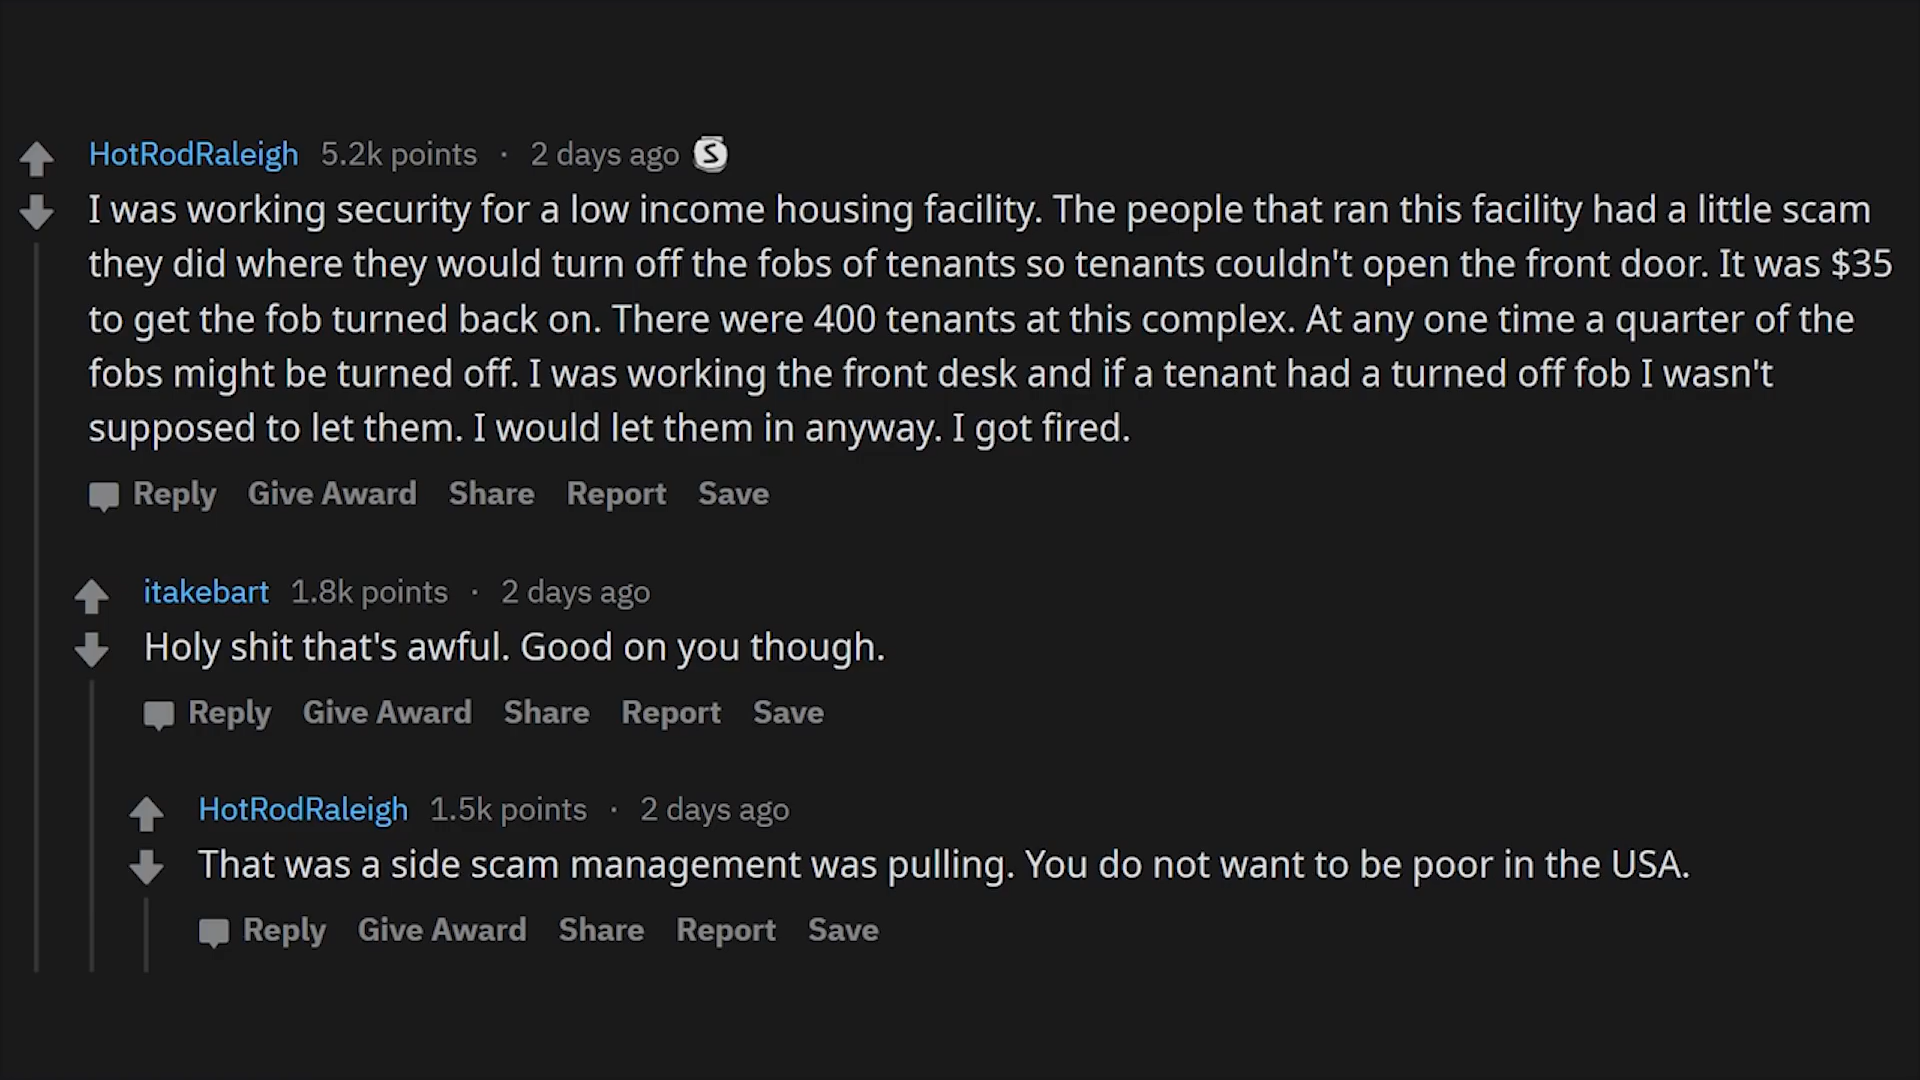 HotRodRaleigh 5.2k points · 2 days ago S
I was working security for a low income housing facility. The people that ran this facility had a little scam
they did where they would turn off the fobs of tenants so tenants couldn't open the front door. It was $35
to get the fob turned back on. There were 400 tenants at this complex. At any one time a quarter of the
fobs might be turned off. I was working the front desk and if a tenant had a turned off fob I wasn't
supposed to let them. I would let them in anyway. I got fired.
Reply Give Award Share Report Save
itakebart 1.8k points · 2 days ago
Holy shit that's awful. Good on you though.
Reply Give Award Share Report Save
HotRodRaleigh 1.5k points · 2 days ago
That was a side scam management was pulling. You do not want to be poor in the USA.
Reply Give Award Share Report Save